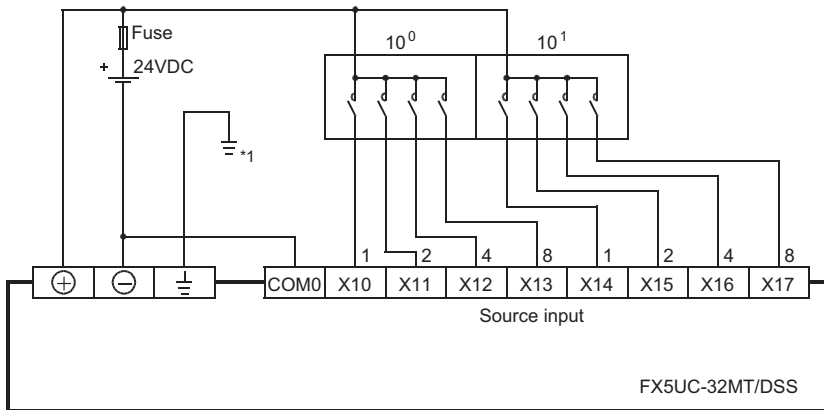 Fuse
10⁰ 10¹
+ 24VDC
*1
1 2 4 8 1 2 4 8
+ − COM0 X10 X11 X12 X13 X14 X15 X16 X17
Source input
FX5UC-32MT/DSS